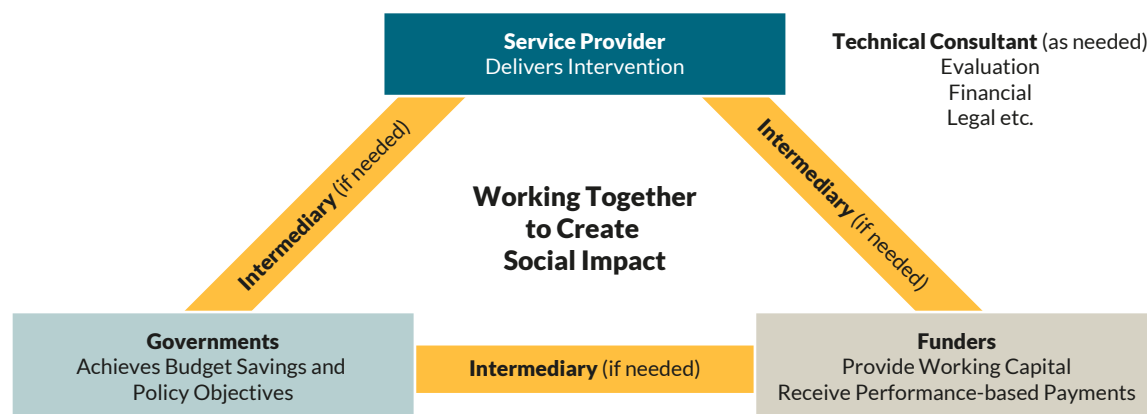 Service Provider
Delivers Intervention
Technical Consultant (as needed)
Evaluation
Financial
Legal etc.
Intermediary (if needed)
Intermediary (if needed)
Working Together
to Create
Social Impact
Governments
Achieves Budget Savings and
Policy Objectives
Intermediary (if needed)
Funders
Provide Working Capital
Receive Performance-based Payments